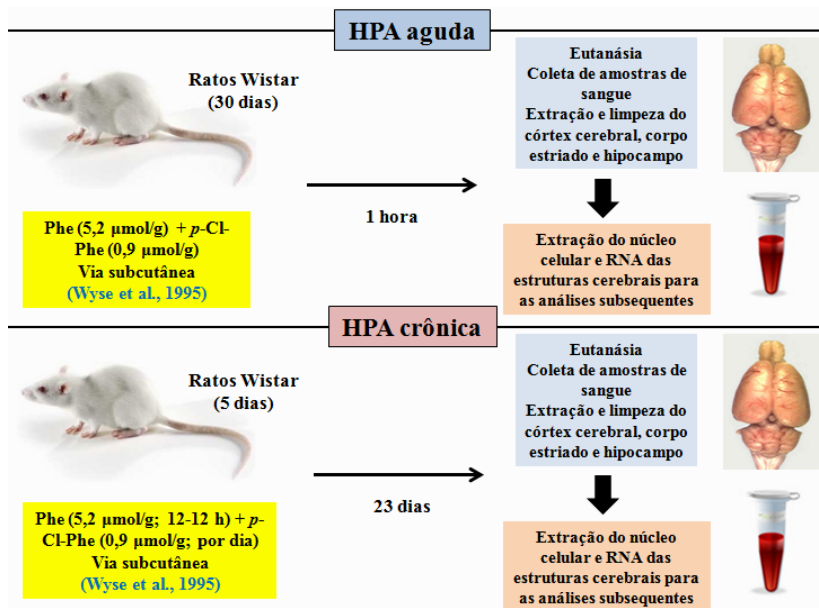 HPA aguda
Ratos Wistar
(30 dias)
Phe (5,2 µmol/g) + p-Cl-
Phe (0,9 µmol/g)
Via subcutânea
(Wyse et al., 1995)
1 hora
Eutanásia
Coleta de amostras de
sangue
Extração e limpeza do
córtex cerebral, corpo
estriado e hipocampo
Extração do núcleo
celular e RNA das
estruturas cerebrais para
as análises subsequentes
HPA crônica
Ratos Wistar
(5 dias)
Phe (5,2 µmol/g; 12-12 h) + p-
Cl-Phe (0,9 µmol/g; por dia)
Via subcutânea
(Wyse et al., 1995)
23 dias
Eutanásia
Coleta de amostras de
sangue
Extração e limpeza do
córtex cerebral, corpo
estriado e hipocampo
Extração do núcleo
celular e RNA das
estruturas cerebrais para
as análises subsequentes